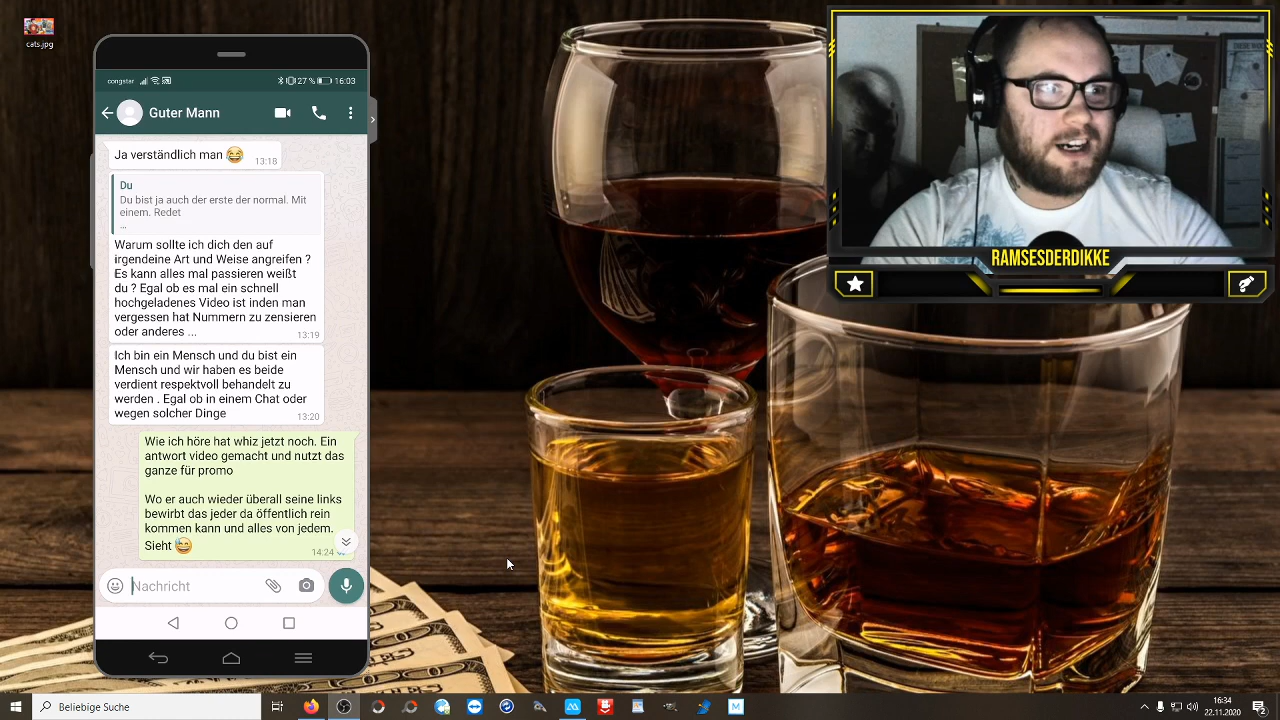 cats.jpg
congstar
27 %
16:03
Guter Mann
Ja verständlich man 😂
13:18
Du
Du bist ja auch der erste der normal. Mit
einem. Redet
...
Warum sollte ich dich den auf
irgendeine Art und Weise angreifen ?
Es kann alles mal passieren weißt
du ? Egal ob es mal ein schnell
hochgeladenes Video ist inden man
vergessen hat Nummern zu zensieren
oder anderes ...
13:19
Ich bin ein Mensch und du bist ein
Mensch und wir haben es beide
verdient respektvoll behandelt zu
werden . Egal ob in einem Chat oder
wegen solcher Dinge
13:20
Wie ich höre hat whiz jetzt noch. Ein
antwort video gemacht und nutzt das
ganze für promo
Wo er auch wieder überall seine links
bewirbt das jeder da öffentlich rein
kommen kann und alles von jedem.
Sieht 😅
14:24
Nachricht
RAMSESDERDIKKE
Beliebige Suche
16:34
22.11.2020